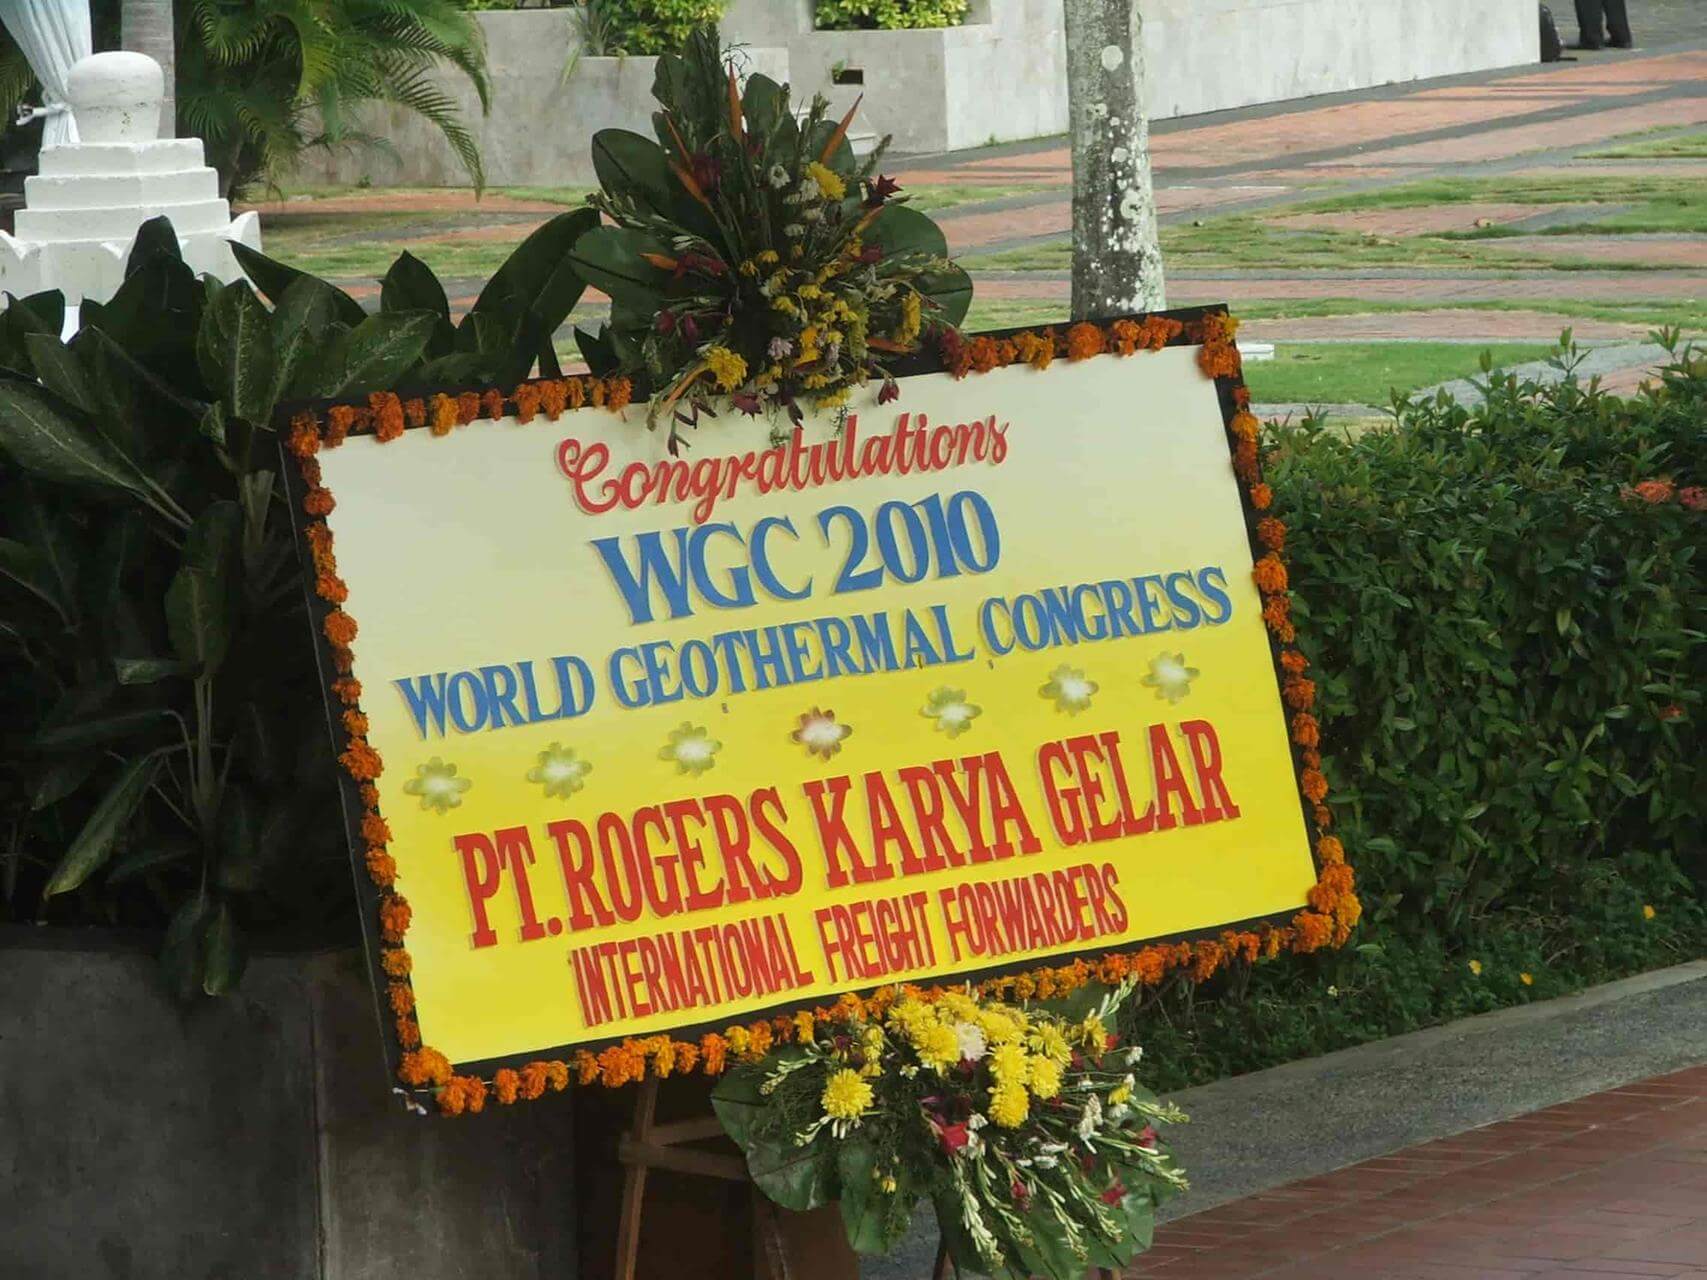 Congratulations
WGC 2010
WORLD GEOTHERMAL CONGRESS
PT.ROGERS KARYA GELAR
INTERNATIONAL FREIGHT FORWARDERS